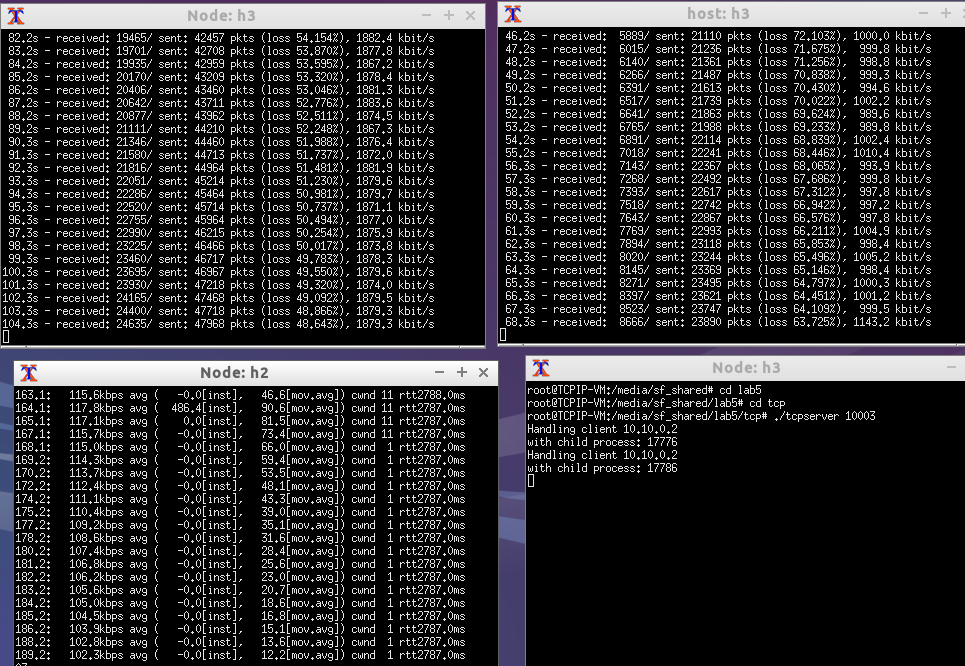 Node: h3
82.2s - received: 19465/ sent: 42457 pkts (loss 54.154%), 1882.4 kbit/s
83.2s - received: 19701/ sent: 42708 pkts (loss 53.870%), 1877.8 kbit/s
84.2s - received: 19935/ sent: 42959 pkts (loss 53.595%), 1867.2 kbit/s
85.2s - received: 20170/ sent: 43209 pkts (loss 53.320%), 1878.4 kbit/s
86.2s - received: 20406/ sent: 43460 pkts (loss 53.046%), 1881.3 kbit/s
87.2s - received: 20642/ sent: 43711 pkts (loss 52.776%), 1883.6 kbit/s
88.2s - received: 20877/ sent: 43962 pkts (loss 52.511%), 1874.5 kbit/s
89.2s - received: 21111/ sent: 44210 pkts (loss 52.248%), 1867.3 kbit/s
90.3s - received: 21346/ sent: 44460 pkts (loss 51.988%), 1876.4 kbit/s
91.3s - received: 21580/ sent: 44713 pkts (loss 51.737%), 1872.0 kbit/s
92.3s - received: 21816/ sent: 44964 pkts (loss 51.481%), 1881.9 kbit/s
93.3s - received: 22051/ sent: 45214 pkts (loss 51.230%), 1879.6 kbit/s
94.3s - received: 22286/ sent: 45464 pkts (loss 50.981%), 1879.7 kbit/s
95.3s - received: 22520/ sent: 45714 pkts (loss 50.737%), 1871.1 kbit/s
96.3s - received: 22755/ sent: 45964 pkts (loss 50.494%), 1877.0 kbit/s
97.3s - received: 22990/ sent: 46215 pkts (loss 50.254%), 1875.9 kbit/s
98.3s - received: 23225/ sent: 46466 pkts (loss 50.017%), 1873.8 kbit/s
99.3s - received: 23460/ sent: 46717 pkts (loss 49.783%), 1878.3 kbit/s
100.3s - received: 23695/ sent: 46967 pkts (loss 49.550%), 1879.6 kbit/s
101.3s - received: 23930/ sent: 47218 pkts (loss 49.320%), 1874.0 kbit/s
102.3s - received: 24165/ sent: 47468 pkts (loss 49.092%), 1879.5 kbit/s
103.3s - received: 24400/ sent: 47718 pkts (loss 48.866%), 1879.3 kbit/s
104.3s - received: 24635/ sent: 47968 pkts (loss 48.643%), 1879.3 kbit/s
host: h3
46.2s - received: 5889/ sent: 21110 pkts (loss 72.103%), 1000.0 kbit/s
47.2s - received: 6015/ sent: 21236 pkts (loss 71.675%), 999.8 kbit/s
48.2s - received: 6140/ sent: 21361 pkts (loss 71.256%), 998.8 kbit/s
49.2s - received: 6266/ sent: 21487 pkts (loss 70.838%), 999.3 kbit/s
50.2s - received: 6391/ sent: 21613 pkts (loss 70.430%), 994.6 kbit/s
51.2s - received: 6517/ sent: 21739 pkts (loss 70.022%), 1002.2 kbit/s
52.2s - received: 6641/ sent: 21863 pkts (loss 69.624%), 989.6 kbit/s
53.2s - received: 6765/ sent: 21988 pkts (loss 69.233%), 989.8 kbit/s
54.2s - received: 6891/ sent: 22114 pkts (loss 68.839%), 1002.4 kbit/s
55.2s - received: 7018/ sent: 22241 pkts (loss 68.446%), 1010.4 kbit/s
56.3s - received: 7143/ sent: 22367 pkts (loss 68.065%), 993.9 kbit/s
57.3s - received: 7268/ sent: 22492 pkts (loss 67.686%), 999.8 kbit/s
58.3s - received: 7393/ sent: 22617 pkts (loss 67.312%), 997.8 kbit/s
59.3s - received: 7518/ sent: 22742 pkts (loss 66.942%), 997.2 kbit/s
60.3s - received: 7643/ sent: 22867 pkts (loss 66.576%), 997.8 kbit/s
61.3s - received: 7769/ sent: 22993 pkts (loss 66.211%), 1004.9 kbit/s
62.3s - received: 7894/ sent: 23118 pkts (loss 65.853%), 998.4 kbit/s
63.3s - received: 8020/ sent: 23244 pkts (loss 65.496%), 1005.2 kbit/s
64.3s - received: 8145/ sent: 23369 pkts (loss 65.146%), 998.4 kbit/s
65.3s - received: 8271/ sent: 23495 pkts (loss 64.797%), 1000.3 kbit/s
66.3s - received: 8397/ sent: 23621 pkts (loss 64.451%), 1001.2 kbit/s
67.3s - received: 8523/ sent: 23747 pkts (loss 64.109%), 999.5 kbit/s
68.3s - received: 8666/ sent: 23890 pkts (loss 63.725%), 1143.2 kbit/s
Node: h2
163.1: 115.6kbps avg ( -0.0[inst], 46.6[mov.avg]) cwnd 11 rtt2788.0ms
164.1: 117.8kbps avg ( 486.4[inst], 90.6[mov.avg]) cwnd 11 rtt2787.0ms
165.1: 117.1kbps avg ( 0.0[inst], 81.5[mov.avg]) cwnd 11 rtt2787.0ms
167.1: 115.7kbps avg ( -0.0[inst], 73.4[mov.avg]) cwnd 11 rtt2787.0ms
168.1: 115.0kbps avg ( -0.0[inst], 66.0[mov.avg]) cwnd 1 rtt2787.0ms
169.2: 114.3kbps avg ( -0.0[inst], 59.4[mov.avg]) cwnd 1 rtt2787.0ms
170.2: 113.7kbps avg ( -0.0[inst], 53.5[mov.avg]) cwnd 1 rtt2787.0ms
172.2: 112.4kbps avg ( -0.0[inst], 48.1[mov.avg]) cwnd 1 rtt2787.0ms
174.2: 111.1kbps avg ( -0.0[inst], 43.3[mov.avg]) cwnd 1 rtt2787.0ms
175.2: 110.4kbps avg ( -0.0[inst], 39.0[mov.avg]) cwnd 1 rtt2787.0ms
177.2: 109.2kbps avg ( -0.0[inst], 35.1[mov.avg]) cwnd 1 rtt2787.0ms
178.2: 108.6kbps avg ( -0.0[inst], 31.6[mov.avg]) cwnd 1 rtt2787.0ms
180.2: 107.4kbps avg ( -0.0[inst], 28.4[mov.avg]) cwnd 1 rtt2787.0ms
181.2: 106.8kbps avg ( -0.0[inst], 25.6[mov.avg]) cwnd 1 rtt2787.0ms
182.2: 106.2kbps avg ( -0.0[inst], 23.0[mov.avg]) cwnd 1 rtt2787.0ms
183.2: 105.6kbps avg ( -0.0[inst], 20.7[mov.avg]) cwnd 1 rtt2787.0ms
184.2: 105.0kbps avg ( -0.0[inst], 18.6[mov.avg]) cwnd 1 rtt2787.0ms
185.2: 104.5kbps avg ( -0.0[inst], 16.8[mov.avg]) cwnd 1 rtt2787.0ms
186.2: 103.9kbps avg ( -0.0[inst], 15.1[mov.avg]) cwnd 1 rtt2787.0ms
188.2: 102.8kbps avg ( -0.0[inst], 13.6[mov.avg]) cwnd 1 rtt2787.0ms
189.2: 102.3kbps avg ( -0.0[inst], 12.2[mov.avg]) cwnd 1 rtt2787.0ms
Node: h3
root@TCPIP-VM:/media/sf_shared# cd lab5
root@TCPIP-VM:/media/sf_shared/lab5# cd tcp
root@TCPIP-VM:/media/sf_shared/lab5/tcp# ./tcpserver 10003
Handling client 10.10.0.2
with child process: 17776
Handling client 10.10.0.2
with child process: 17786